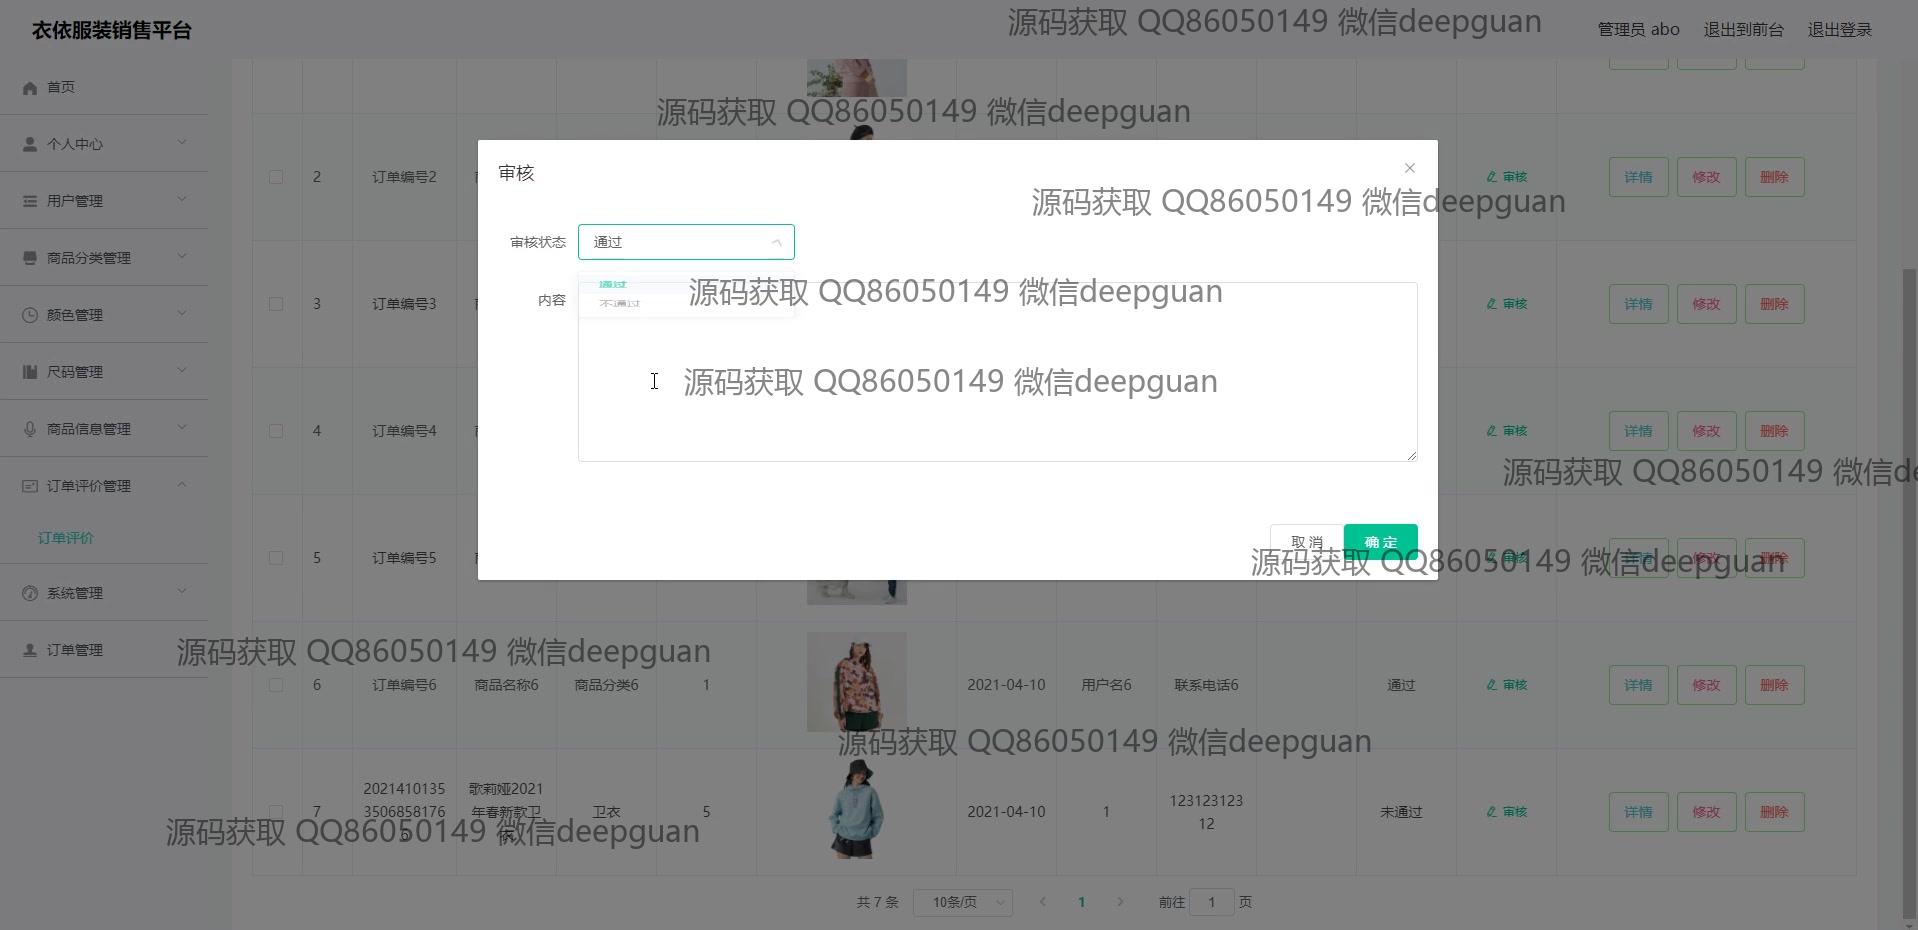 衣依服装销售平台
源码获取 QQ86050149 微信deepguan
管理员 abo
退出到前台
退出登录
首页
个人中心
用户管理
商品分类管理
颜色管理
尺码管理
商品信息管理
订单评价管理
订单评价
系统管理
订单管理
源码获取 QQ86050149 微信deepguan
审核
源码获取 QQ86050149 微信deepguan
审核状态
通过
通过
未通过
内容
源码获取 QQ86050149 微信deepguan
源码获取 QQ86050149 微信deepguan
取消
确定
2 订单编号2 审核 详情 修改 删除
3 订单编号3 审核 详情 修改 删除
4 订单编号4 审核 详情 修改 删除
源码获取 QQ86050149 微信de
5 订单编号5 审核 详情 修改 删除
源码获取 QQ86050149 微信deepguan
源码获取 QQ86050149 微信deepguan
6 订单编号6 商品名称6 商品分类6 1 2021-04-10 用户名6 联系电话6 通过 审核 详情 修改 删除
源码获取 QQ86050149 微信deepguan
2021410135 歌莉娅2021 123123123
7 3506858176 年春新款卫 卫衣 5 2021-04-10 1 12 未通过 审核 详情 修改 删除
源码获取 QQ86050149 微信deepguan
共 7 条 10条/页 1 前往 1 页